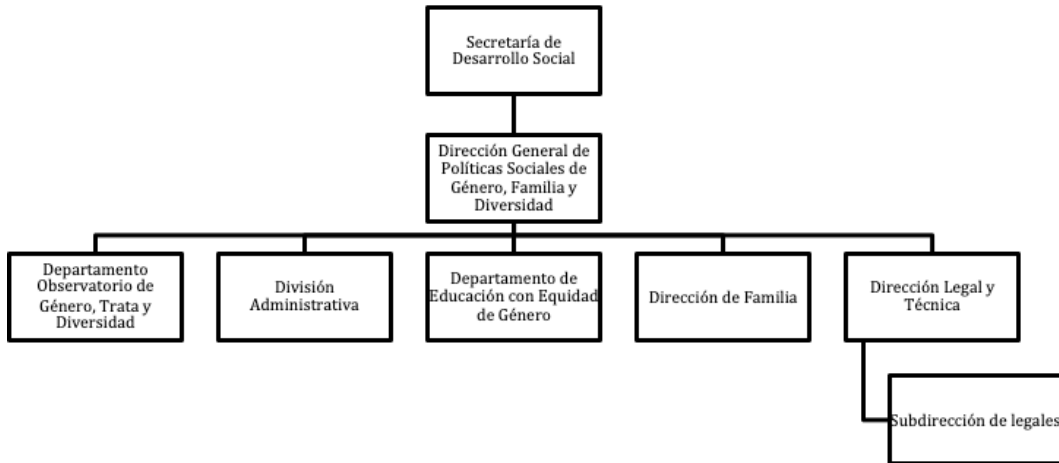 Secretaría de
Desarrollo Social
Dirección General de
Políticas Sociales de
Género, Familia y
Diversidad
Departamento
Observatorio de
Género, Trata y
Diversidad
División
Administrativa
Departamento de
Educación con Equidad
de Género
Dirección de Familia
Dirección Legal y
Técnica
Subdirección de legales